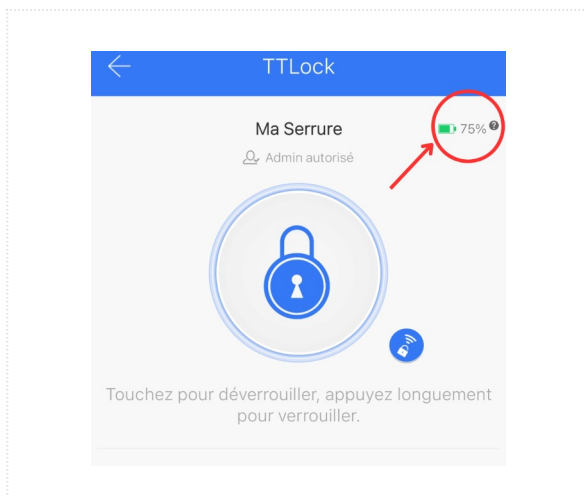 TTLock
Ma Serrure
75% ?
Admin autorisé
Touchez pour déverrouiller, appuyez longuement
pour verrouiller.